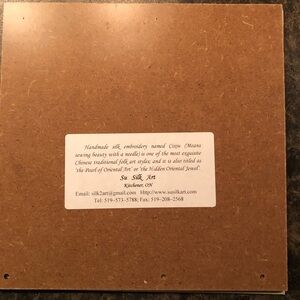 Handmade silk embroidery named Cixiu (Means
sewing beauty with a needle) is one of the most exquisite
Chinese traditional folk art styles; and it is also titled as
'the Pearl of Oriental Art' or 'the Hidden Oriental Jewel'.
Su Silk Art
Kitchener, ON
Email: silk2art@gmail.com Http://www.susilkart.com
Tel: 519-573-5788; Fax: 519-208-2568